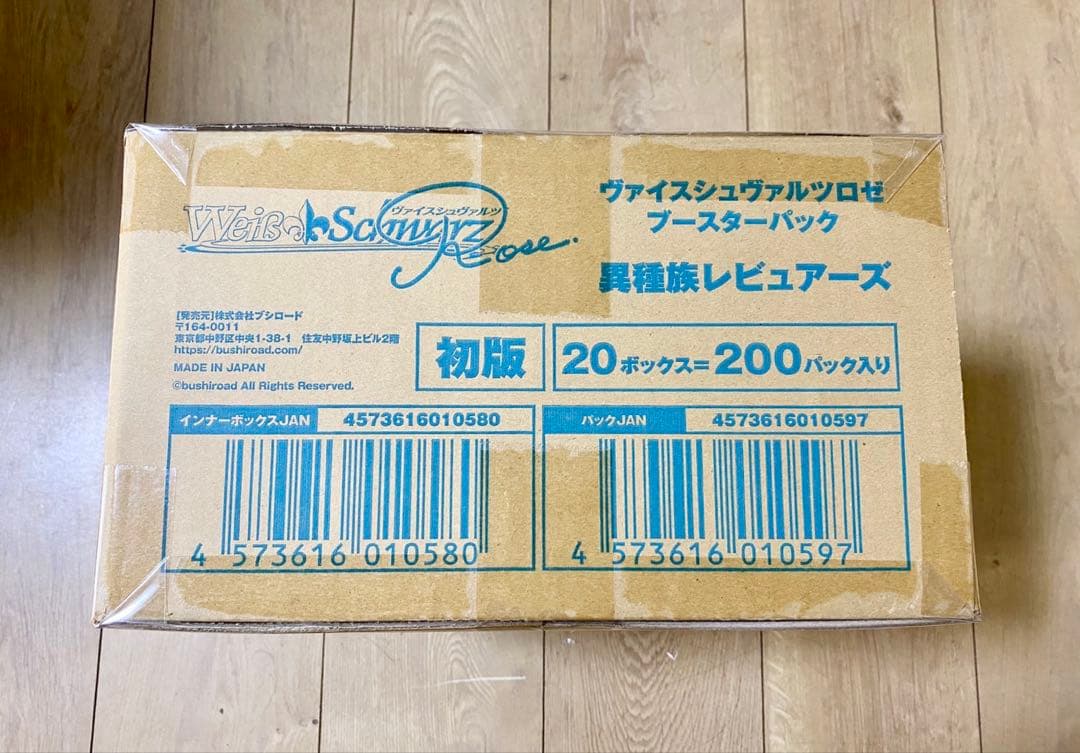 Weiß Schwarz
ヴァイスシュヴァルツ
Rose.
ヴァイスシュヴァルツロゼ
ブースターパック
異種族レビュアーズ
[発売元]株式会社ブシロード
〒164-0011
東京都中野区中央1-38-1 住友中野坂上ビル2階
https://bushiroad.com/
MADE IN JAPAN
©bushiroad All Rights Reserved.
初版
20ボックス=200パック入り
インナーボックスJAN 4573616010580
4 573616 010580
パックJAN 4573616010597
4 573616 010597